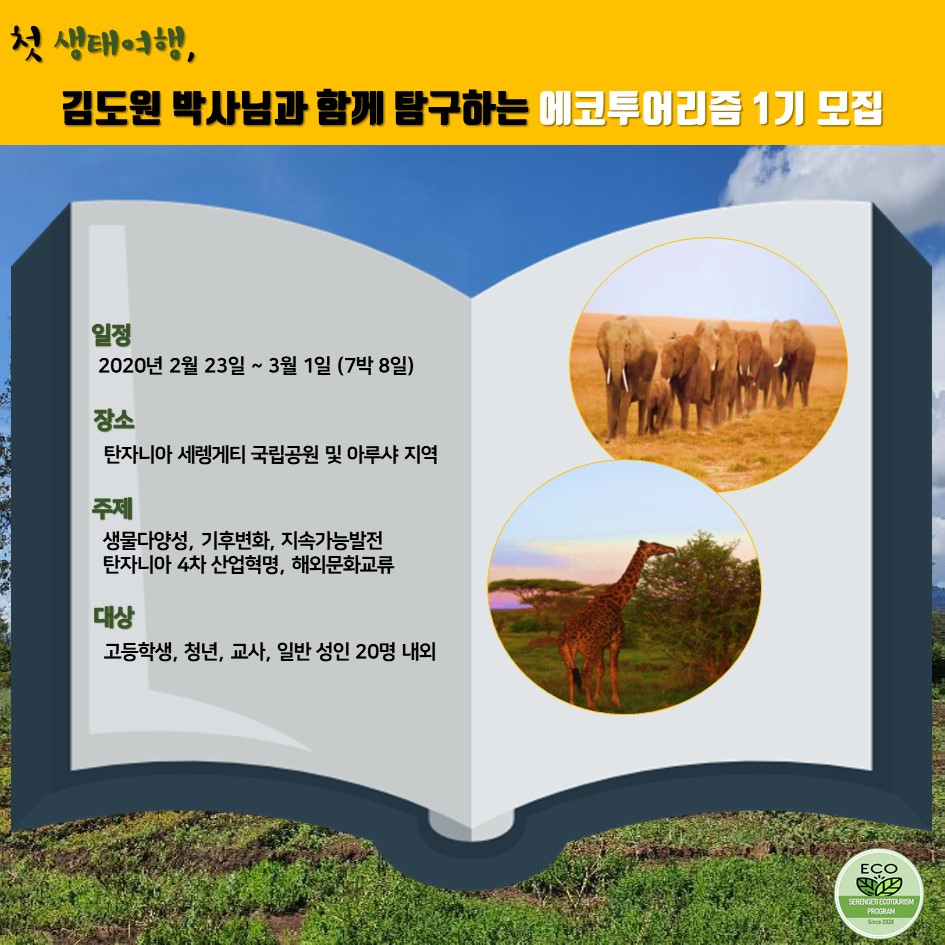 첫 생태여행,
김도원 박사님과 함께 탐구하는 에코투어리즘 1기 모집
일정
2020년 2월 23일 ~ 3월 1일 (7박 8일)
장소
탄자니아 세렝게티 국립공원 및 아루샤 지역
주제
생물다양성, 기후변화, 지속가능발전
탄자니아 4차 산업혁명, 해외문화교류
대상
고등학생, 청년, 교사, 일반 성인 20명 내외
ECO
SERENGETI ECOTOURISM
PROGRAM
Since 2020